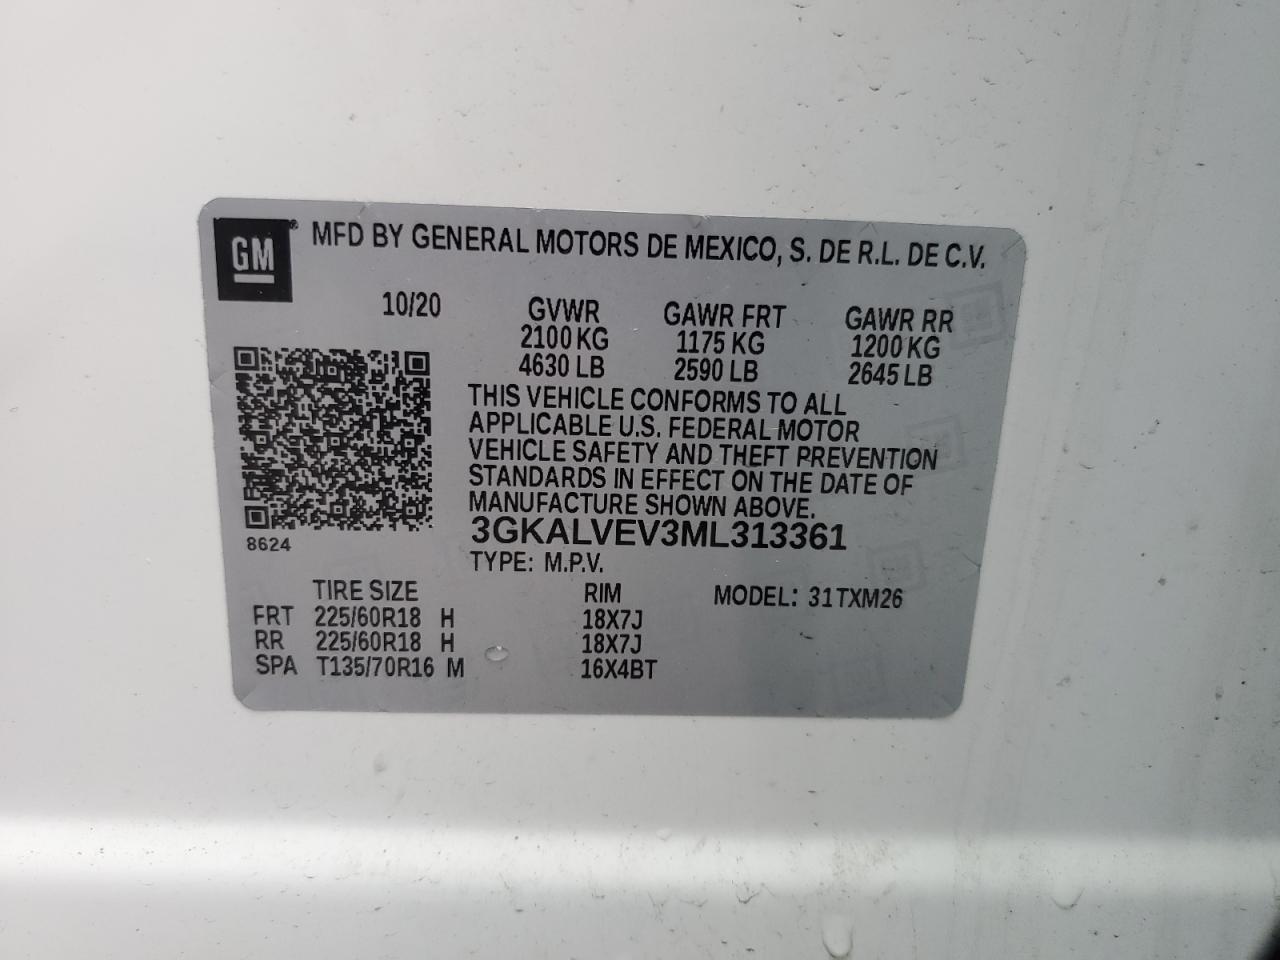 GM® MFD BY GENERAL MOTORS DE MEXICO, S. DE R.L. DE C.V.
10/20 GVWR GAWR FRT GAWR RR
2100 KG 1175 KG 1200 KG
4630 LB 2590 LB 2645 LB
THIS VEHICLE CONFORMS TO ALL
APPLICABLE U.S. FEDERAL MOTOR
VEHICLE SAFETY AND THEFT PREVENTION
STANDARDS IN EFFECT ON THE DATE OF
MANUFACTURE SHOWN ABOVE.
3GKALVEV3ML313361
8624
TYPE: M.P.V.
TIRE SIZE RIM MODEL: 31TXM26
FRT 225/60R18 H 18X7J
RR 225/60R18 H 18X7J
SPA T135/70R16 M 16X4BT